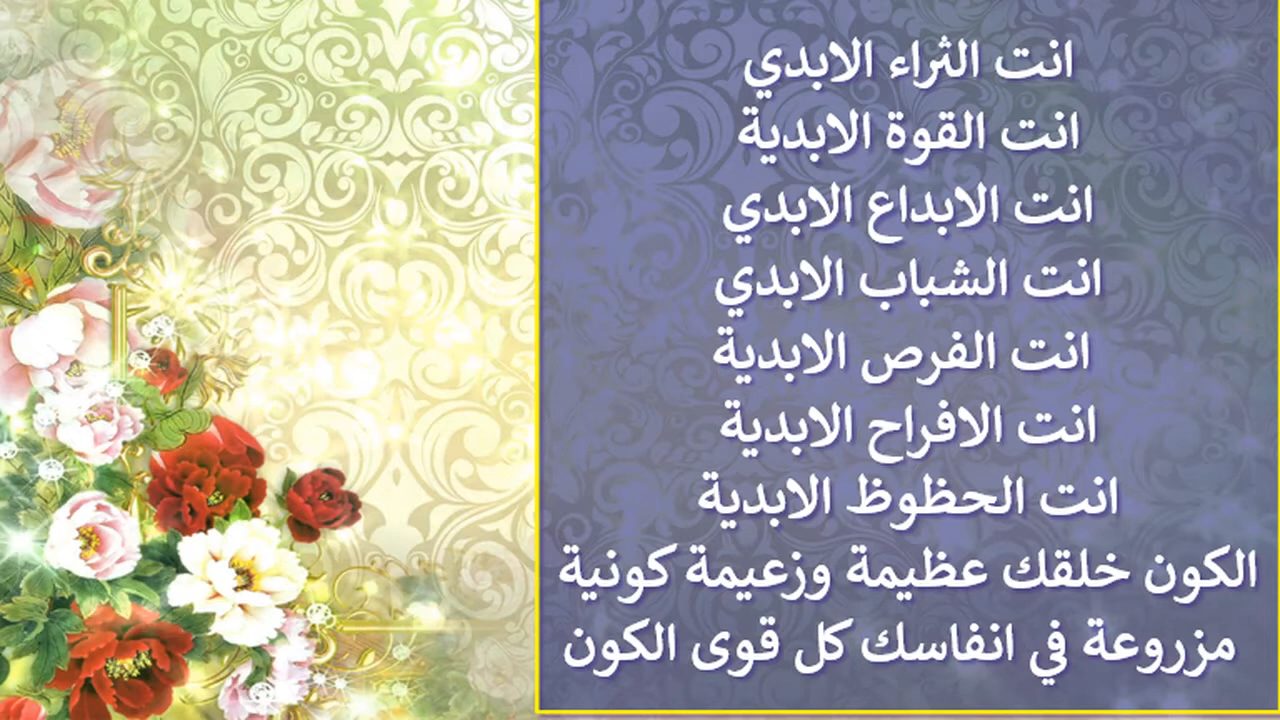 انت الثراء الابدي
انت القوة الابدية
انت الابداع الابدي
انت الشباب الابدي
انت الفرص الابدية
انت الافراح الابدية
انت الحظوظ الابدية
الكون خلقك عظيمة وزعيمة كونية
مزروعة في انفاسك كل قوى الكون